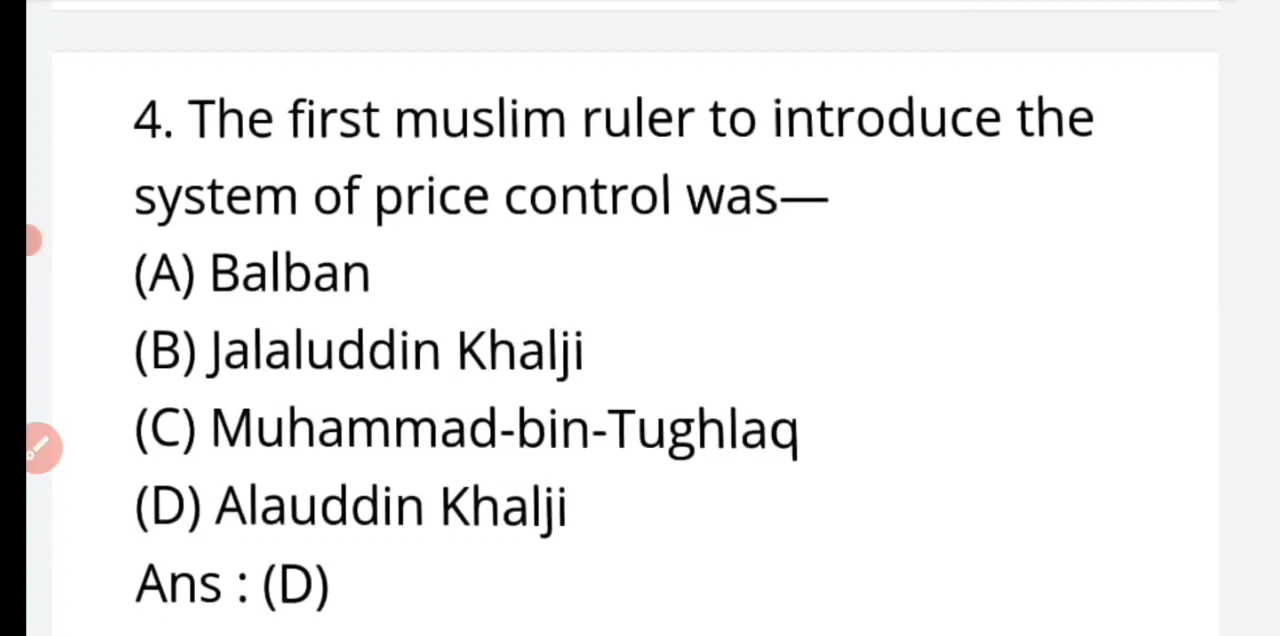 4. The first muslim ruler to introduce the
system of price control was—
(A) Balban
(B) Jalaluddin Khalji
(C) Muhammad-bin-Tughlaq
(D) Alauddin Khalji
Ans : (D)